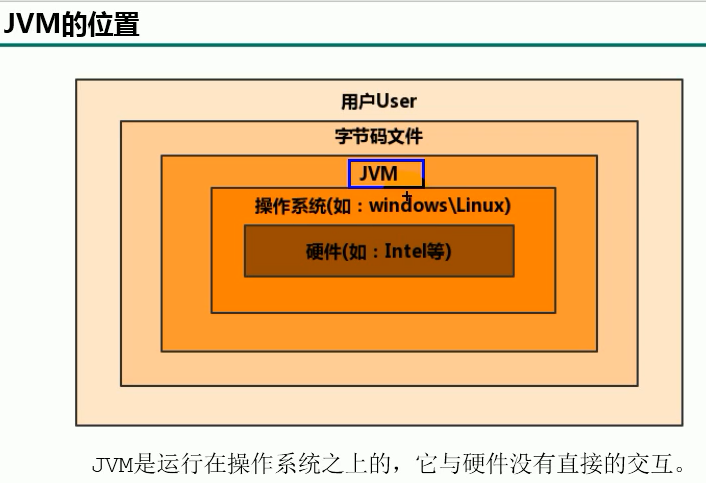 JVM的位置
用户User
字节码文件
JVM
操作系统(如：windows\Linux)
硬件(如：Intel等)
JVM是运行在操作系统之上的，它与硬件没有直接的交互。